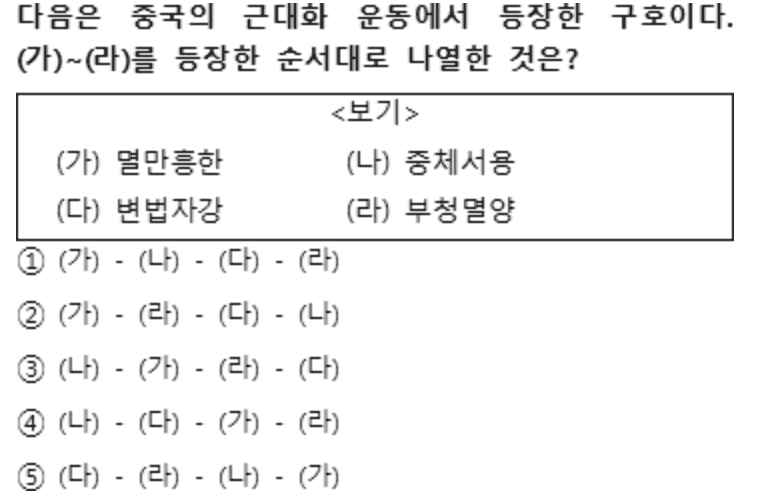 다음은 중국의 근대화 운동에서 등장한 구호이다.
(가)~(라)를 등장한 순서대로 나열한 것은?
<보기>
(가) 멸만흥한 (나) 중체서용
(다) 변법자강 (라) 부청멸양
① (가) - (나) - (다) - (라)
② (가) - (라) - (다) - (나)
③ (나) - (가) - (라) - (다)
④ (나) - (다) - (가) - (라)
⑤ (다) - (라) - (나) - (가)